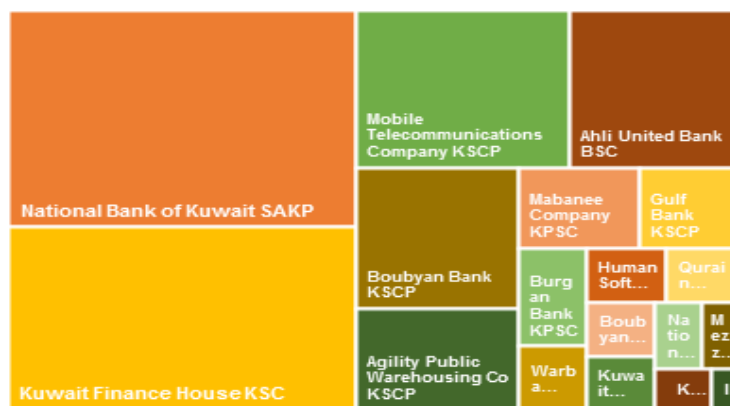 National Bank of Kuwait SAKP
Kuwait Finance House KSC
Mobile
Telecommunications
Company KSCP
Ahli United Bank
BSC
Boubyan Bank
KSCP
Agility Public
Warehousing Co
KSCP
Mabanee
Company
KPSC
Gulf
Bank
KSCP
Burg
an
Bank
KPSC
Human
Soft...
Qurai
n...
Boub
yan...
Na
tio
n...
M
ez
z...
Warb
a...
Kuwa
it...
K...
I